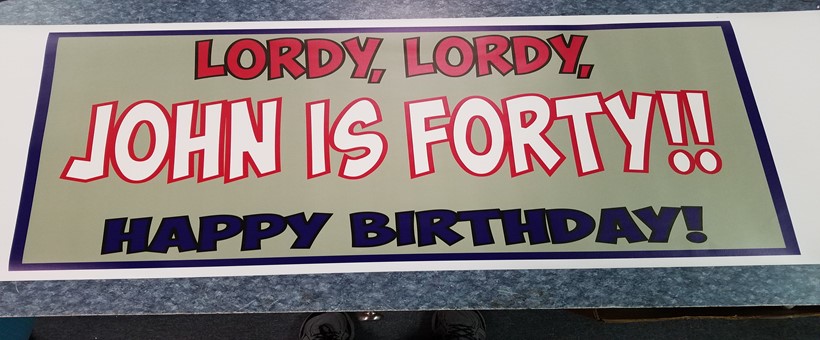 LORDY, LORDY,
JOHN IS FORTY!!
HAPPY BIRTHDAY!